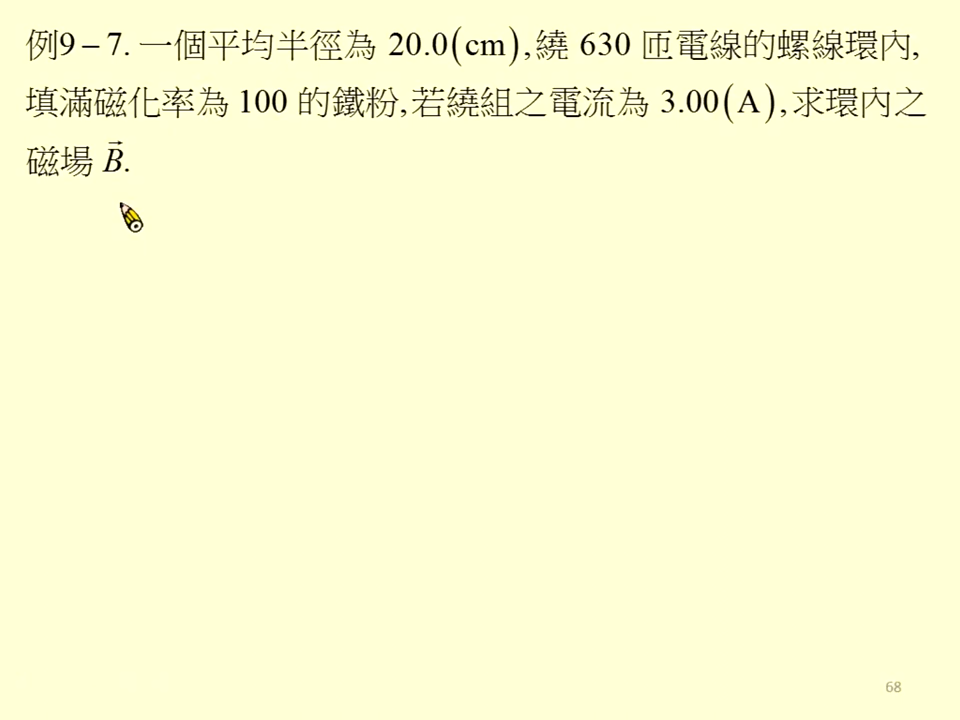 例9 – 7. 一個平均半徑為 20.0(cm),繞 630 匝電線的螺線環內,
填滿磁化率為 100 的鐵粉,若繞組之電流為 3.00(A),求環內之
磁場 B⃗.
68